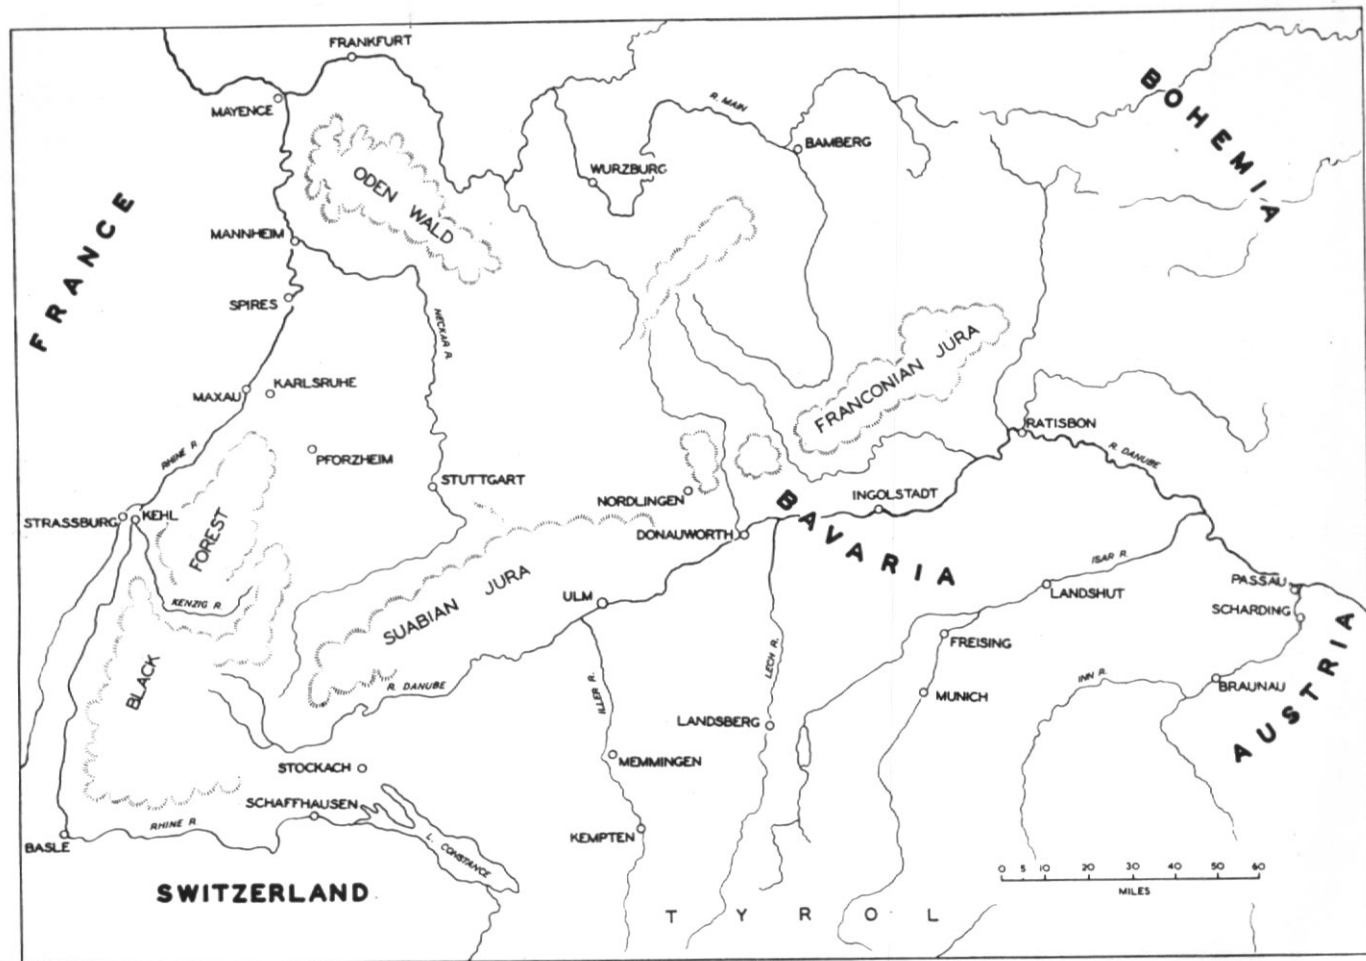 FRANKFURT
BOHEMIA
MAYENCE
R. MAIN
BAMBERG
WURZBURG
ODEN WALD
FRANCE
MANNHEIM
SPIRES
NECKAR R.
FRANCONIAN JURA
KARLSRUHE
MAXAU
RATISBON
RHINE R.
PFORZHEIM
R. DANUBE
STUTTGART
NORDLINGEN
INGOLSTADT
STRASSBURG
KEHL
BAVARIA
DONAUWORTH
FOREST
ISAR R.
PASSAU
SUABIAN JURA
ULM
LANDSHUT
KENZIG R.
SCHARDING
FREISING
LECH R.
BLACK
R. DANUBE
ILLER R.
INN R.
BRAUNAU
MUNICH
AUSTRIA
LANDSBERG
STOCKACH
MEMMINGEN
SCHAFFHAUSEN
RHINE R.
KEMPTEN
BASLE
L. CONSTANCE
0 5 10 20 30 40 50 60
MILES
SWITZERLAND
TYROL